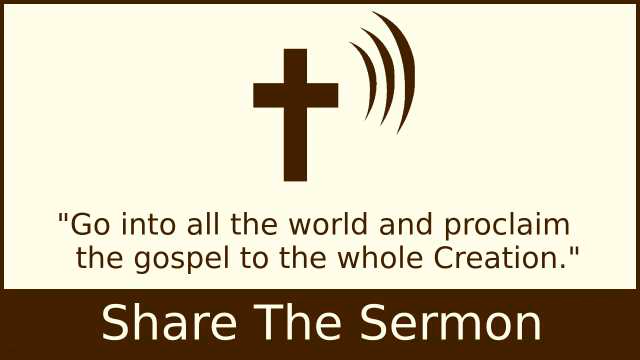 "Go into all the world and proclaim
the gospel to the whole Creation."
Share The Sermon